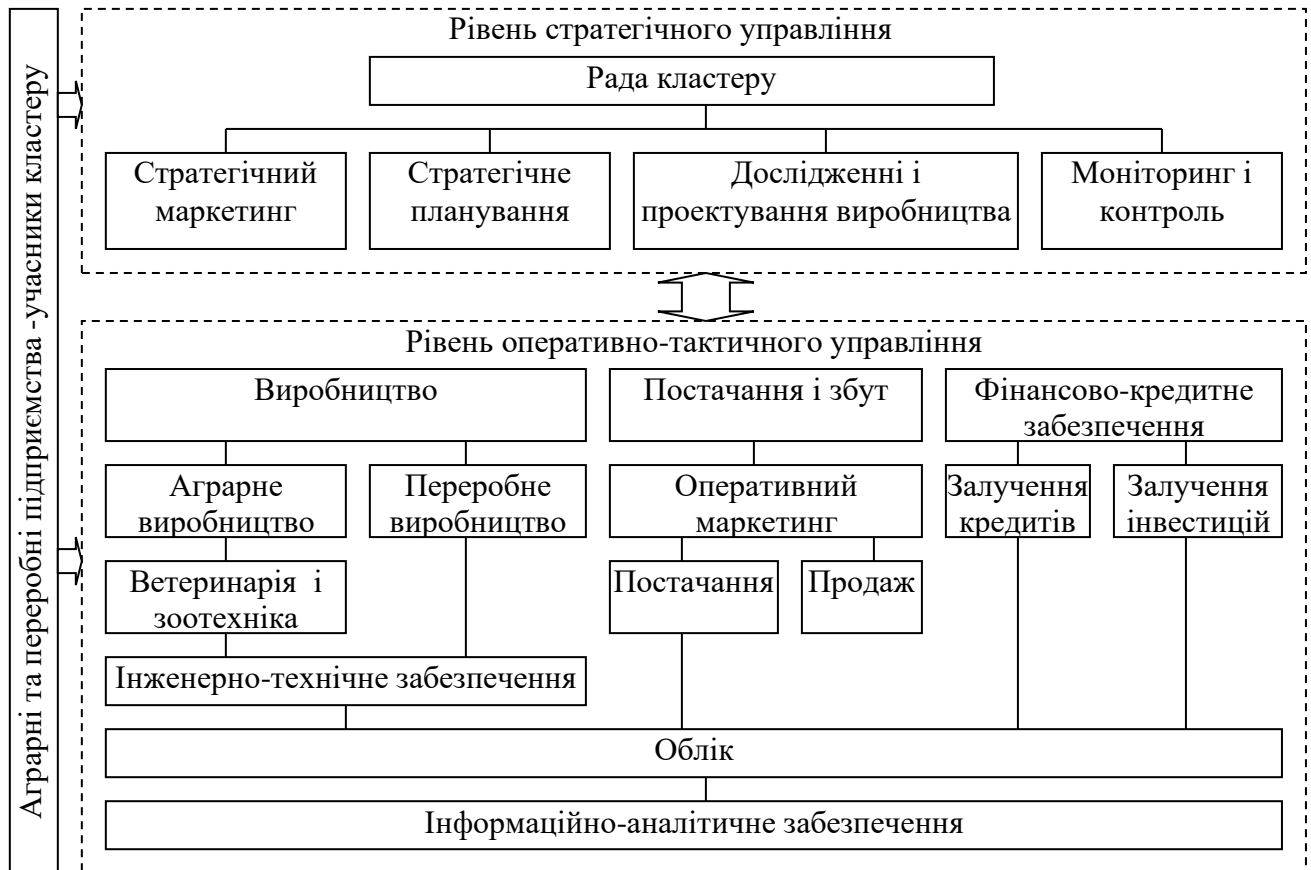 Аграрні та переробні підприємства -учасники кластеру
Рівень стратегічного управління
Рада кластеру
Стратегічний
маркетинг
Стратегічне
планування
Дослідженні і
проектування виробництва
Моніторинг і
контроль
Рівень оперативно-тактичного управління
Виробництво
Постачання і збут
Фінансово-кредитне
забезпечення
Аграрне
виробництво
Переробне
виробництво
Оперативний
маркетинг
Залучення
кредитів
Залучення
інвестицій
Ветеринарія і
зоотехніка
Постачання
Продаж
Інженерно-технічне забезпечення
Облік
Інформаційно-аналітичне забезпечення